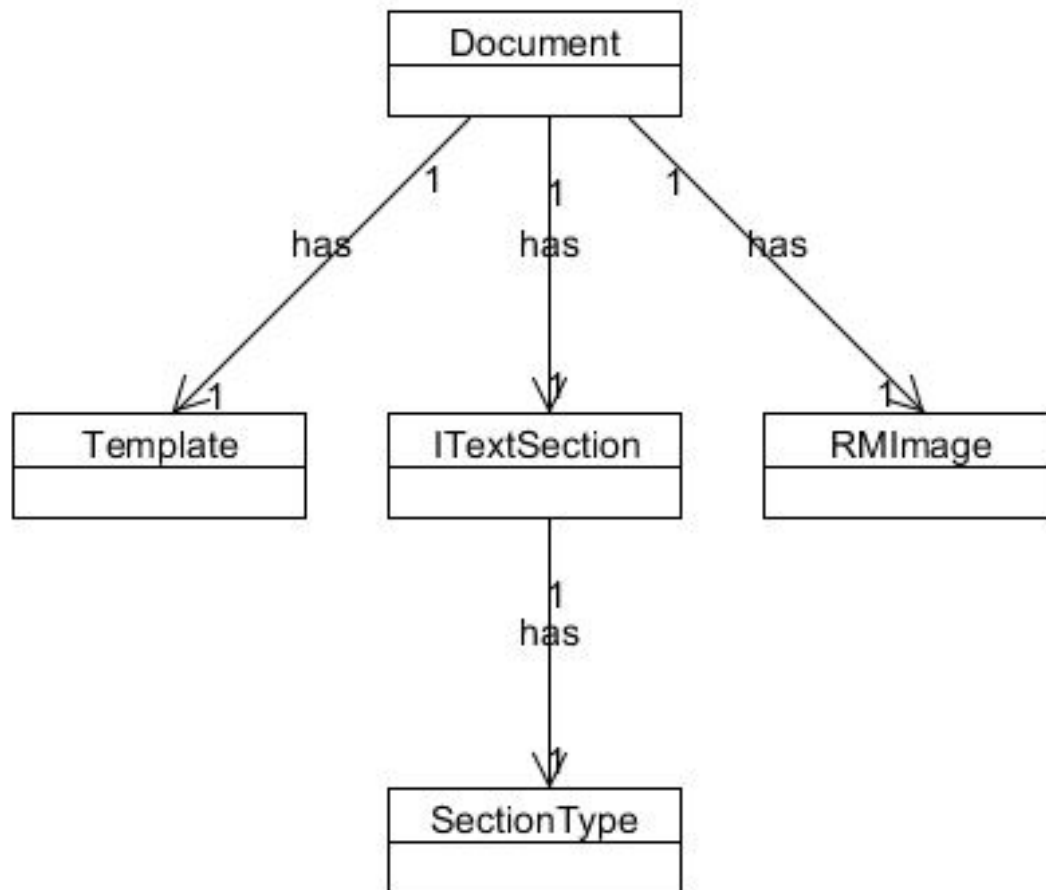 Document
1 1 1
has has has
1 1 1
Template ITextSection RMImage
1
has
1
SectionType